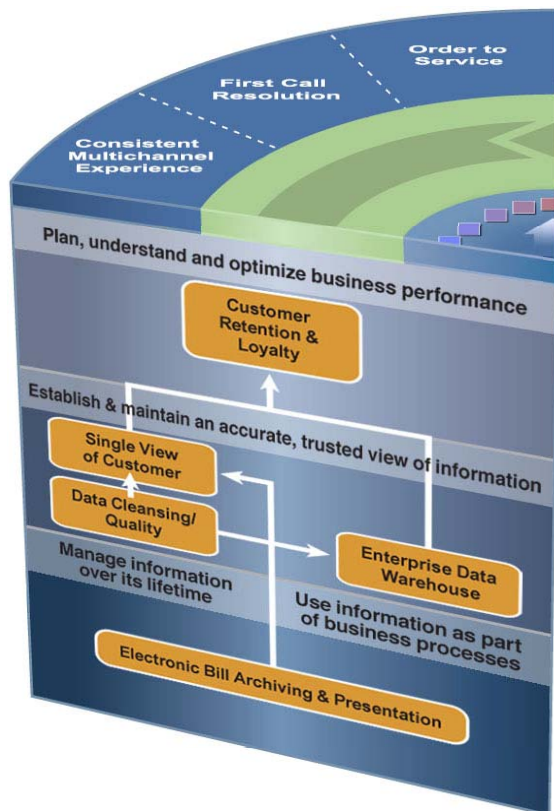 Order to
Service
First Call
Resolution
Consistent
Multichannel
Experience
Plan, understand and optimize business performance
Customer
Retention &
Loyalty
Establish & maintain an accurate, trusted view of information
Single View
of Customer
Data Cleansing/
Quality
Enterprise Data
Warehouse
Manage information
over its lifetime
Use information as part
of business processes
Electronic Bill Archiving & Presentation